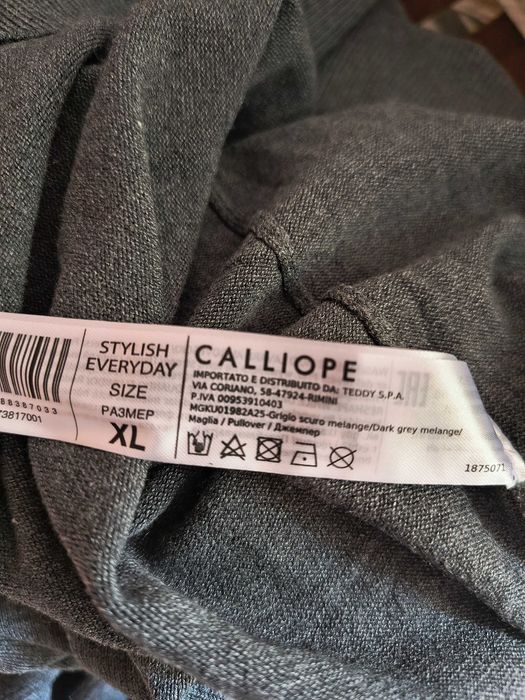 88387033
73817001
STYLISH
EVERYDAY
SIZE
РАЗМЕР
XL
CALLIOPE
IMPORTATO E DISTRIBUITO DA: TEDDY S.P.A.
VIA CORIANO, 58-47924-RIMINI
P.IVA 00953910403
MGKU01982A25-Grigio scuro melange/Dark grey melange/
Maglia / Pullover / Джемпер
1875071